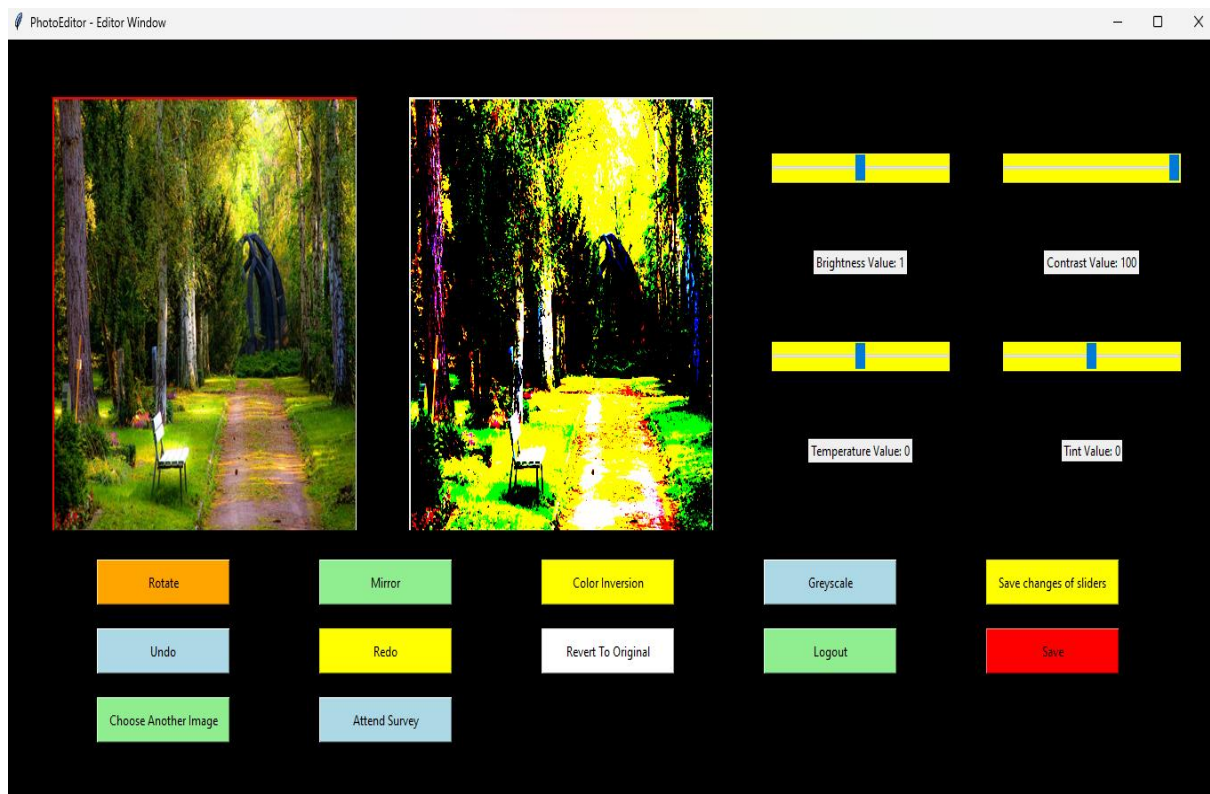 PhotoEditor - Editor Window
Brightness Value: 1
Contrast Value: 100
Temperature Value: 0
Tint Value: 0
Rotate
Mirror
Color Inversion
Greyscale
Save changes of sliders
Undo
Redo
Revert To Original
Logout
Save
Choose Another Image
Attend Survey